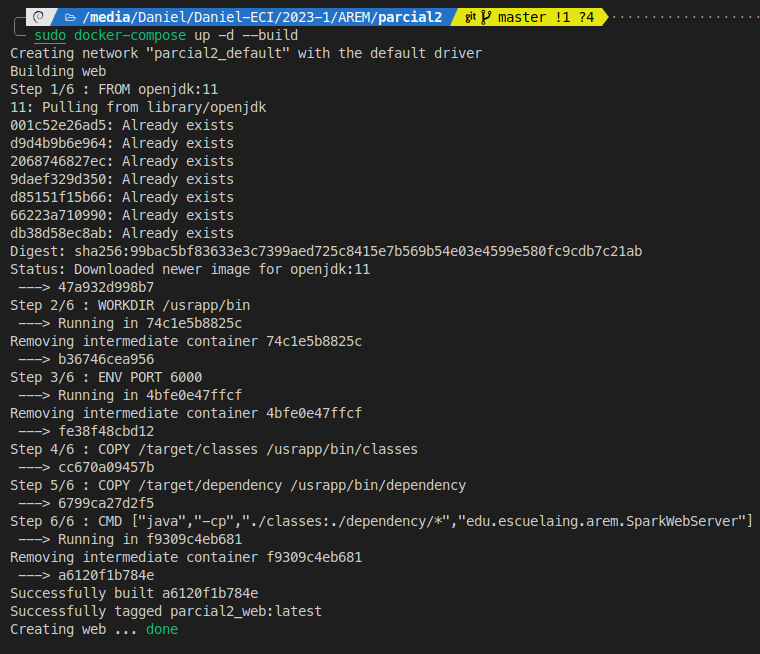 /media/Daniel/Daniel-ECI/2023-1/AREM/parcial2 git master !1 ?4
sudo docker-compose up -d --build
Creating network "parcial2_default" with the default driver
Building web
Step 1/6 : FROM openjdk:11
11: Pulling from library/openjdk
001c52e26ad5: Already exists
d9d4b9b6e964: Already exists
2068746827ec: Already exists
9daef329d350: Already exists
d85151f15b66: Already exists
66223a710990: Already exists
db38d58ec8ab: Already exists
Digest: sha256:99bac5bf83633e3c7399aed725c8415e7b569b54e03e4599e580fc9cdb7c21ab
Status: Downloaded newer image for openjdk:11
 ---> 47a932d998b7
Step 2/6 : WORKDIR /usrapp/bin
 ---> Running in 74c1e5b8825c
Removing intermediate container 74c1e5b8825c
 ---> b36746cea956
Step 3/6 : ENV PORT 6000
 ---> Running in 4bfe0e47ffcf
Removing intermediate container 4bfe0e47ffcf
 ---> fe38f48cbd12
Step 4/6 : COPY /target/classes /usrapp/bin/classes
 ---> cc670a09457b
Step 5/6 : COPY /target/dependency /usrapp/bin/dependency
 ---> 6799ca27d2f5
Step 6/6 : CMD ["java","-cp","./classes:./dependency/*","edu.escuelaing.arem.SparkWebServer"]
 ---> Running in f9309c4eb681
Removing intermediate container f9309c4eb681
 ---> a6120f1b784e
Successfully built a6120f1b784e
Successfully tagged parcial2_web:latest
Creating web ... done